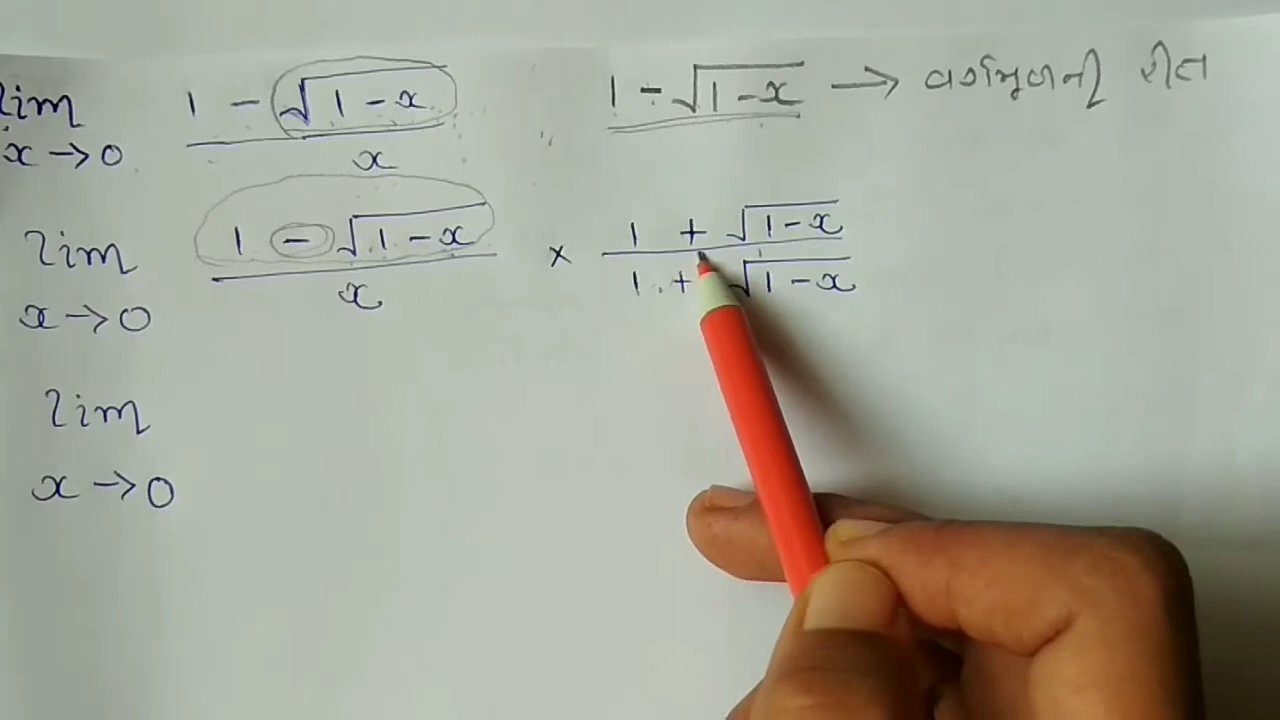 lim x→0 (1 - √(1-x)) / x
1 - √(1-x) → વર્ગમૂળની રીત
lim x→0 (1 - √(1-x)) / x × (1 + √(1-x)) / (1 + √(1-x))
lim x→0